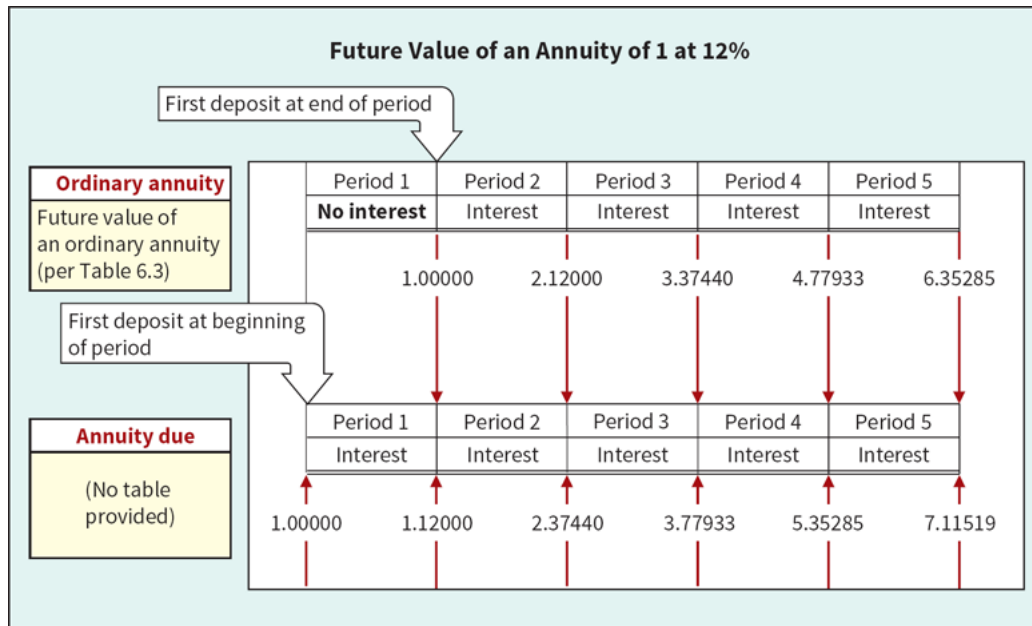 Future Value of an Annuity of 1 at 12%
First deposit at end of period
Ordinary annuity
Future value of
an ordinary annuity
(per Table 6.3)
Period 1 Period 2 Period 3 Period 4 Period 5
No interest Interest Interest Interest Interest
1.00000 2.12000 3.37440 4.77933 6.35285
First deposit at beginning
of period
Annuity due
(No table
provided)
Period 1 Period 2 Period 3 Period 4 Period 5
Interest Interest Interest Interest Interest
1.00000 1.12000 2.37440 3.77933 5.35285 7.11519